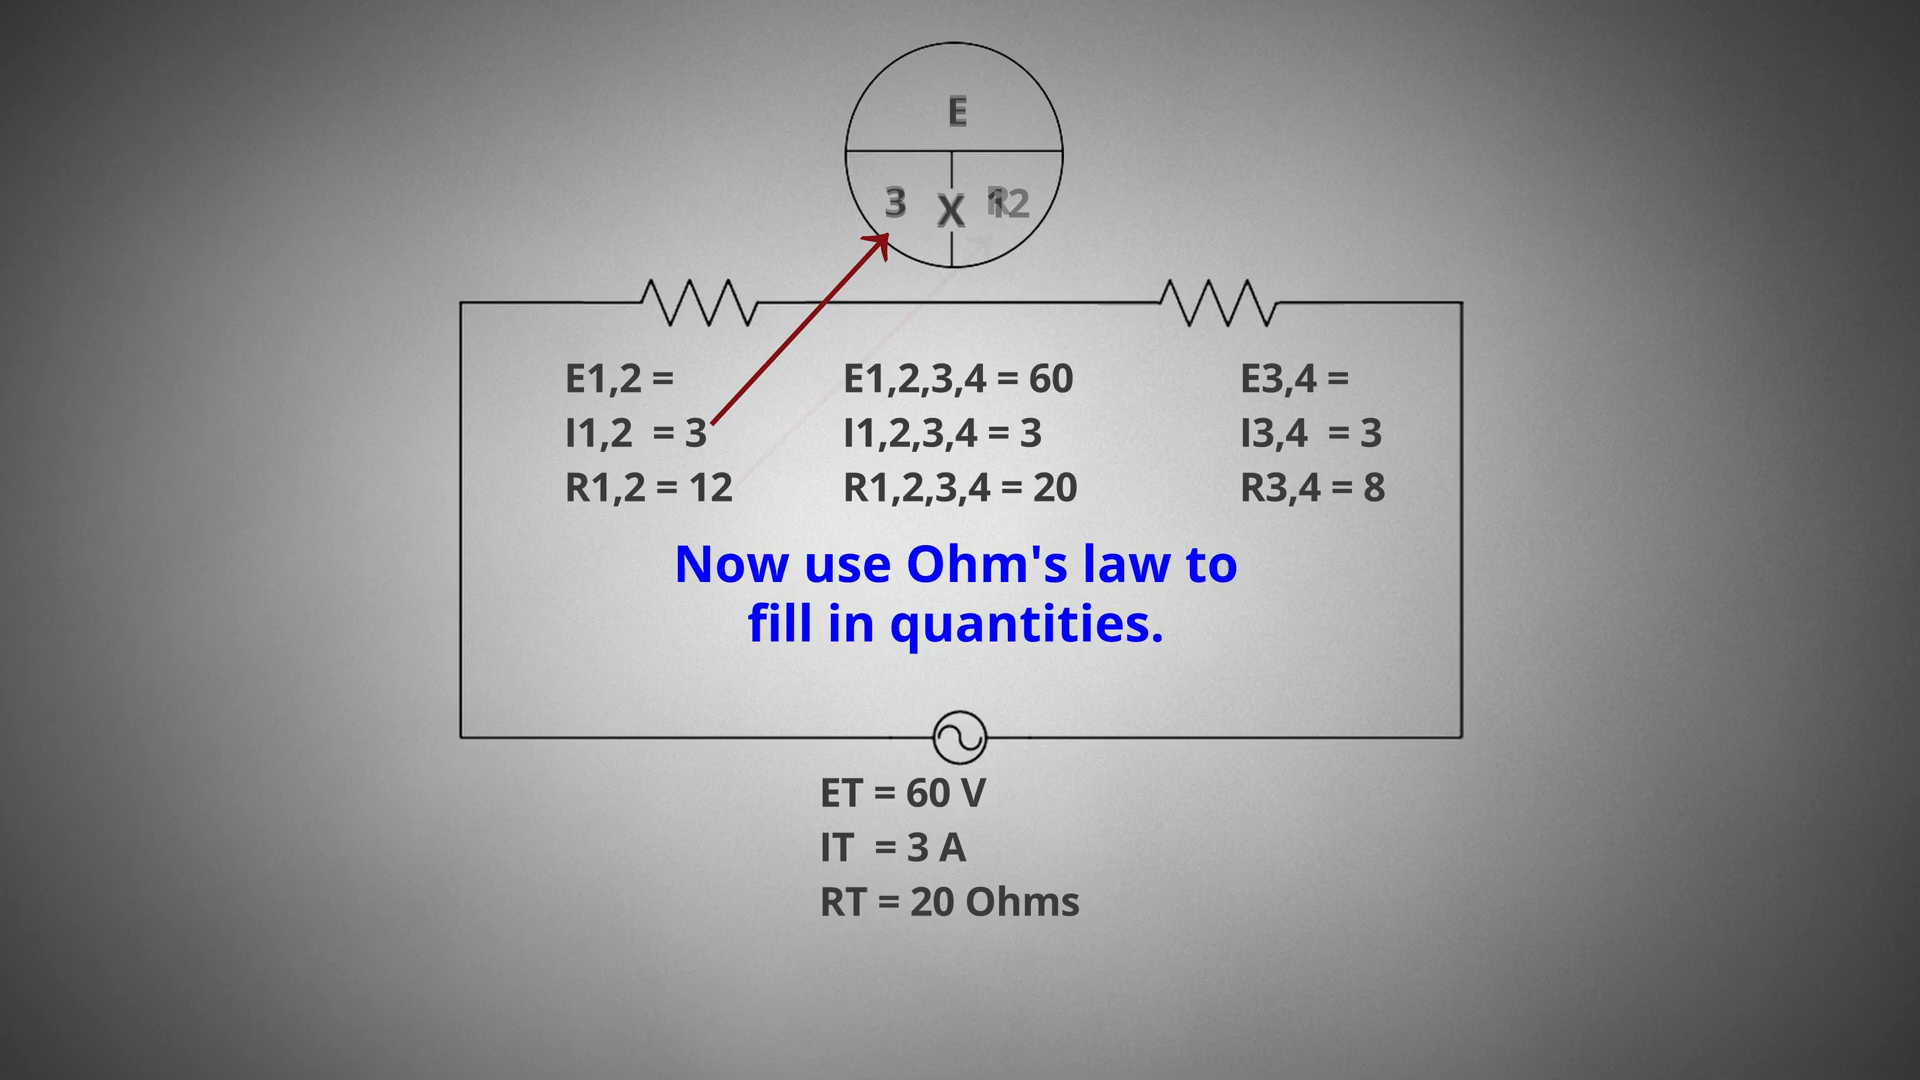 E
3 X
E1,2 =
I1,2 = 3
R1,2 = 12
E1,2,3,4 = 60
I1,2,3,4 = 3
R1,2,3,4 = 20
E3,4 =
I3,4 = 3
R3,4 = 8
Now use Ohm's law to
fill in quantities.
ET = 60 V
IT = 3 A
RT = 20 Ohms